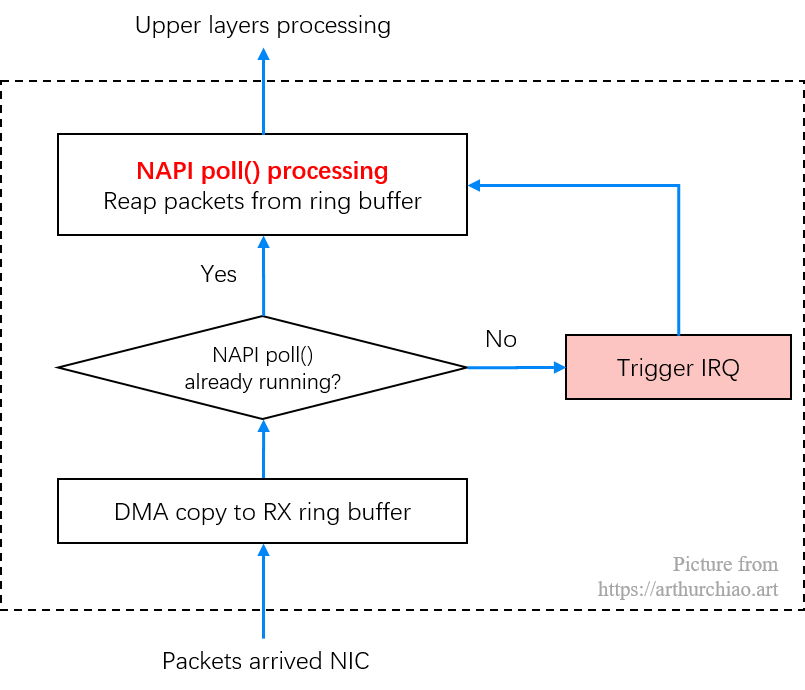 Upper layers processing
NAPI poll() processing
Reap packets from ring buffer
Yes
No
NAPI poll()
already running?
Trigger IRQ
DMA copy to RX ring buffer
Picture from
https://arthurchiao.art
Packets arrived NIC